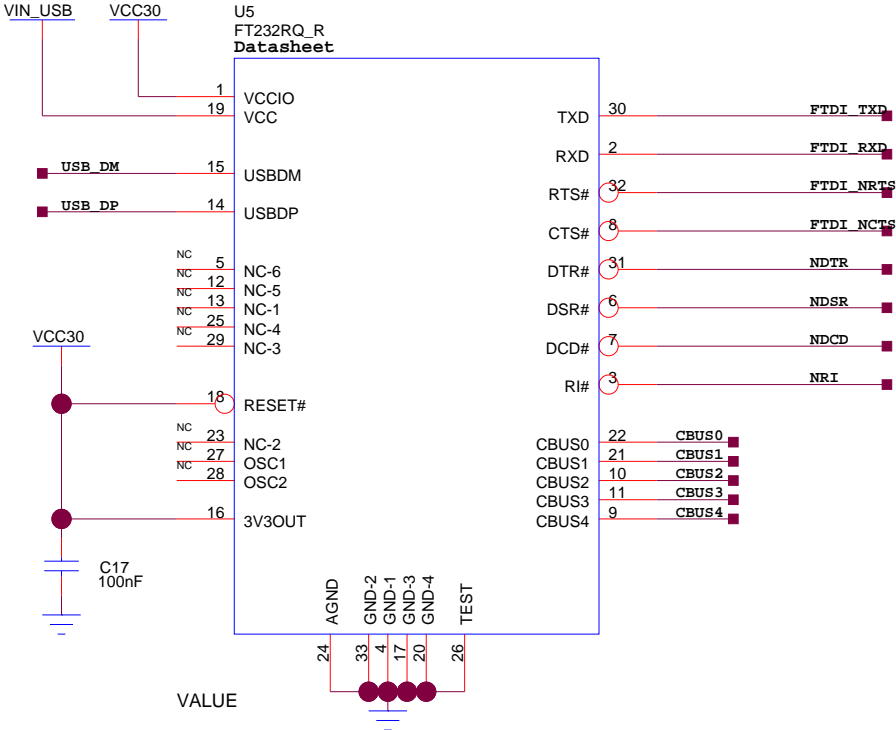 VIN_USB VCC30 U5
FT232RQ_R
Datasheet
1 VCCIO
19 VCC
TXD 30 FTDI_TXD
RXD 2 FTDI_RXD
USB_DM 15 USBDM
RTS# 32 FTDI_NRTS
USB_DP 14 USBDP
CTS# 8 FTDI_NCTS
NC 5 NC-6
DTR# 31 NDTR
NC 12 NC-5
NC 13 NC-1
DSR# 6 NDSR
NC 25 NC-4
NC 29 NC-3
DCD# 7 NDCD
VCC30
RI# 3 NRI
18 RESET#
NC 23 NC-2
CBUS0 22 CBUS0
NC 27 OSC1
CBUS1 21 CBUS1
NC 28 OSC2
CBUS2 10 CBUS2
CBUS3 11 CBUS3
16 3V3OUT
CBUS4 9 CBUS4
C17
100nF
AGND GND-2 GND-1 GND-3 GND-4 TEST
24 33 4 17 20 26
VALUE